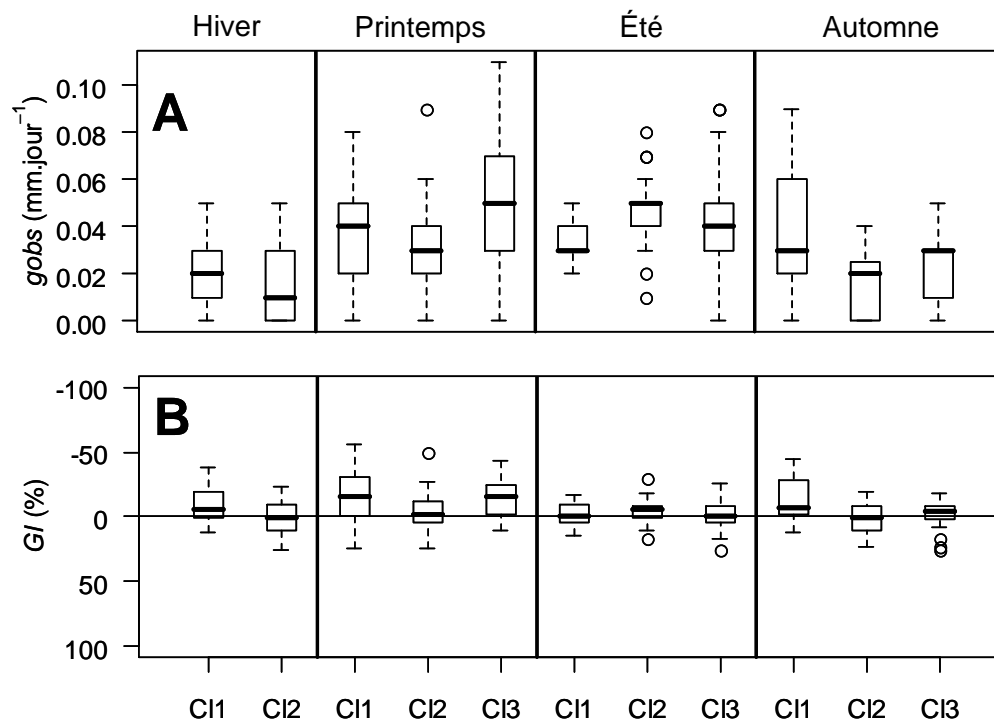 Hiver Printemps Été Automne
A
gobs (mm.jour⁻¹)
0.10
0.08
0.06
0.04
0.02
0.00
B
GI (%)
-100
-50
0
50
100
Cl1 Cl2 Cl1 Cl2 Cl3 Cl1 Cl2 Cl3 Cl1 Cl2 Cl3